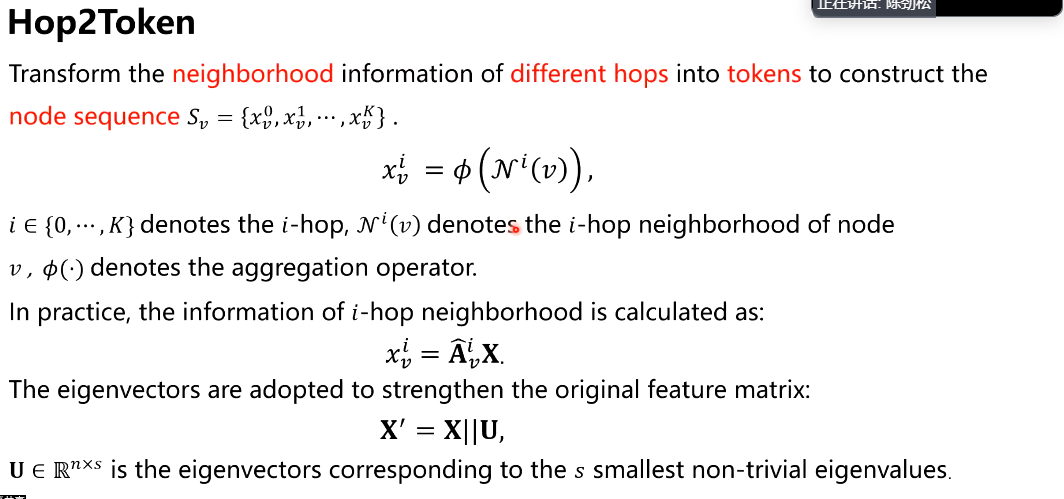 正在讲话: 陈劲松
Hop2Token
Transform the neighborhood information of different hops into tokens to construct the
node sequence $S_v = \{x_v^0, x_v^1, \cdots, x_v^K\}$ .
$x_v^i = \phi\left(\mathcal{N}^i(v)\right),$
$i \in \{0, \cdots, K\}$ denotes the $i$-hop, $\mathcal{N}^i(v)$ denotes the $i$-hop neighborhood of node
$v$ , $\phi(\cdot)$ denotes the aggregation operator.
In practice, the information of $i$-hop neighborhood is calculated as:
$x_v^i = \hat{\mathbf{A}}_v^i \mathbf{X}.$
The eigenvectors are adopted to strengthen the original feature matrix:
$\mathbf{X}' = \mathbf{X} || \mathbf{U},$
$\mathbf{U} \in \mathbb{R}^{n \times s}$ is the eigenvectors corresponding to the $s$ smallest non-trivial eigenvalues.